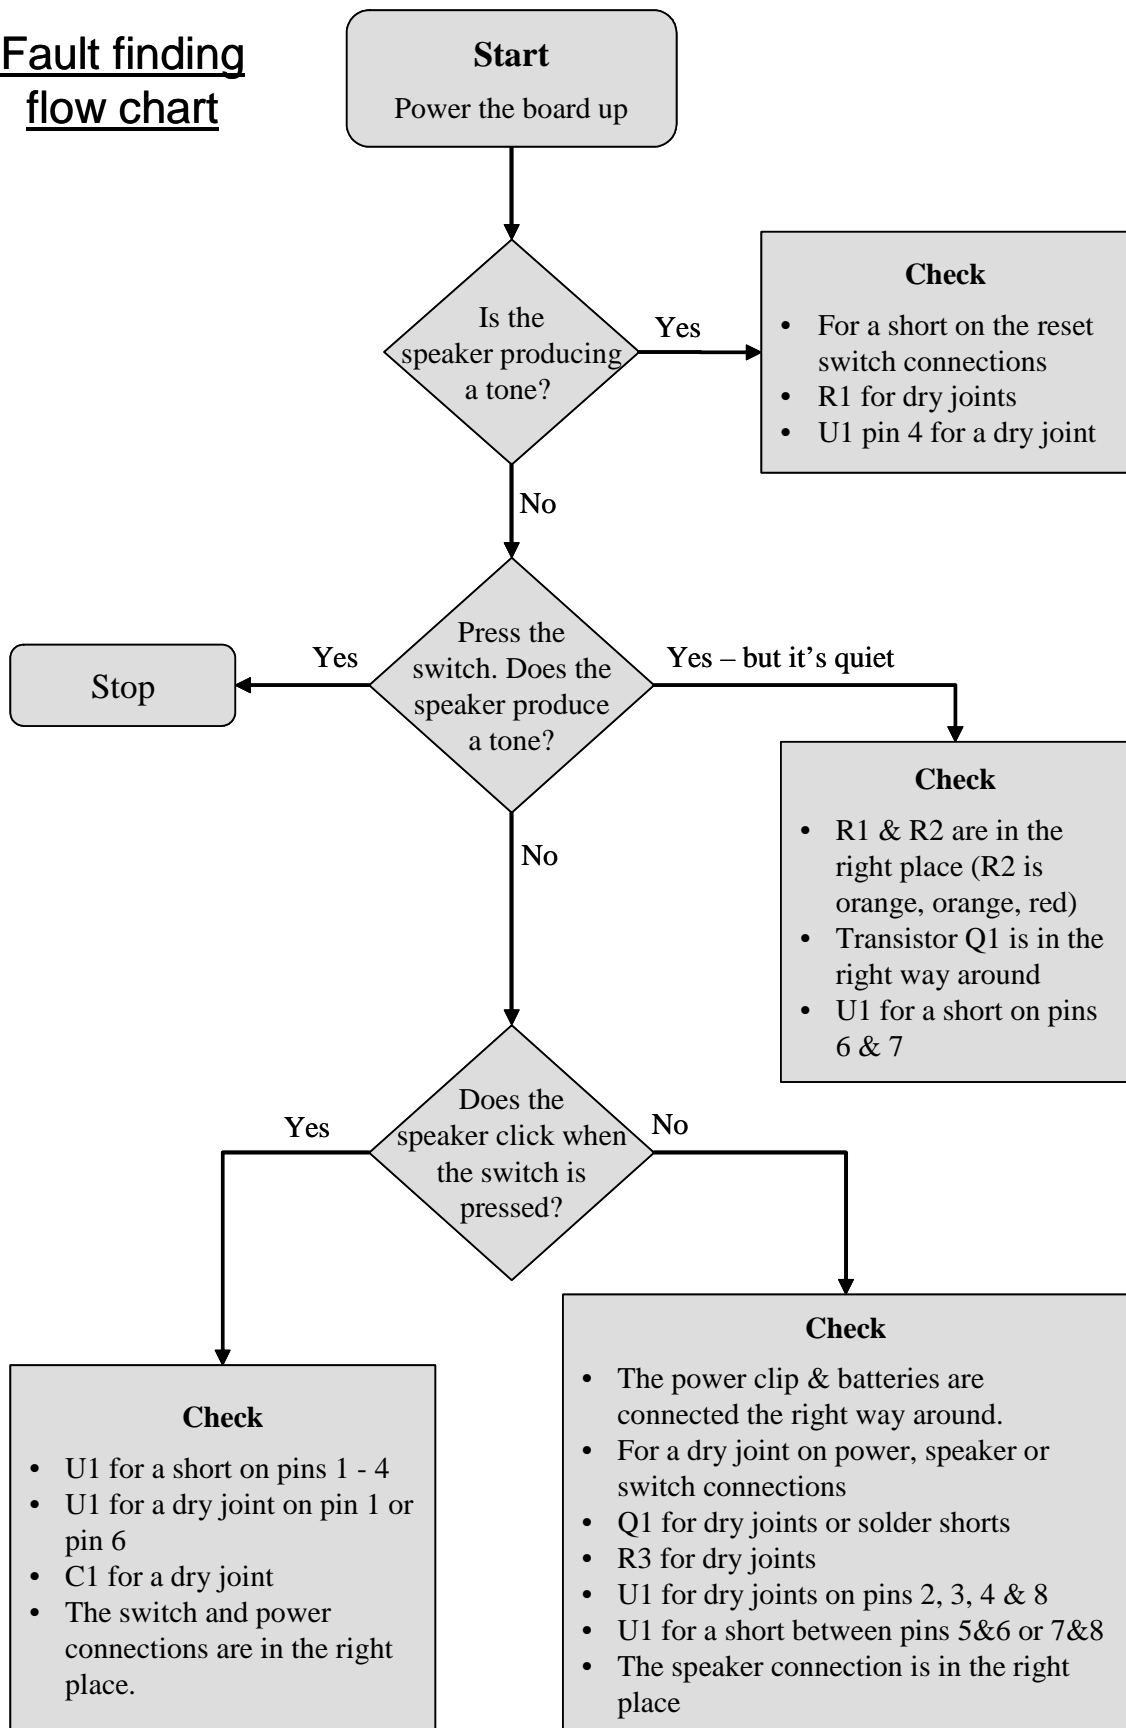 Fault finding
flow chart
Start
Power the board up
Is the
speaker producing
a tone?
Yes
Check
• For a short on the reset
switch connections
• R1 for dry joints
• U1 pin 4 for a dry joint
No
Press the
switch. Does the
speaker produce
a tone?
Yes
Stop
Yes – but it's quiet
Check
• R1 & R2 are in the
right place (R2 is
orange, orange, red)
• Transistor Q1 is in the
right way around
• U1 for a short on pins
6 & 7
No
Does the
speaker click when
the switch is
pressed?
Yes
No
Check
• U1 for a short on pins 1 - 4
• U1 for a dry joint on pin 1 or
pin 6
• C1 for a dry joint
• The switch and power
connections are in the right
place.
Check
• The power clip & batteries are
connected the right way around.
• For a dry joint on power, speaker or
switch connections
• Q1 for dry joints or solder shorts
• R3 for dry joints
• U1 for dry joints on pins 2, 3, 4 & 8
• U1 for a short between pins 5&6 or 7&8
• The speaker connection is in the right
place